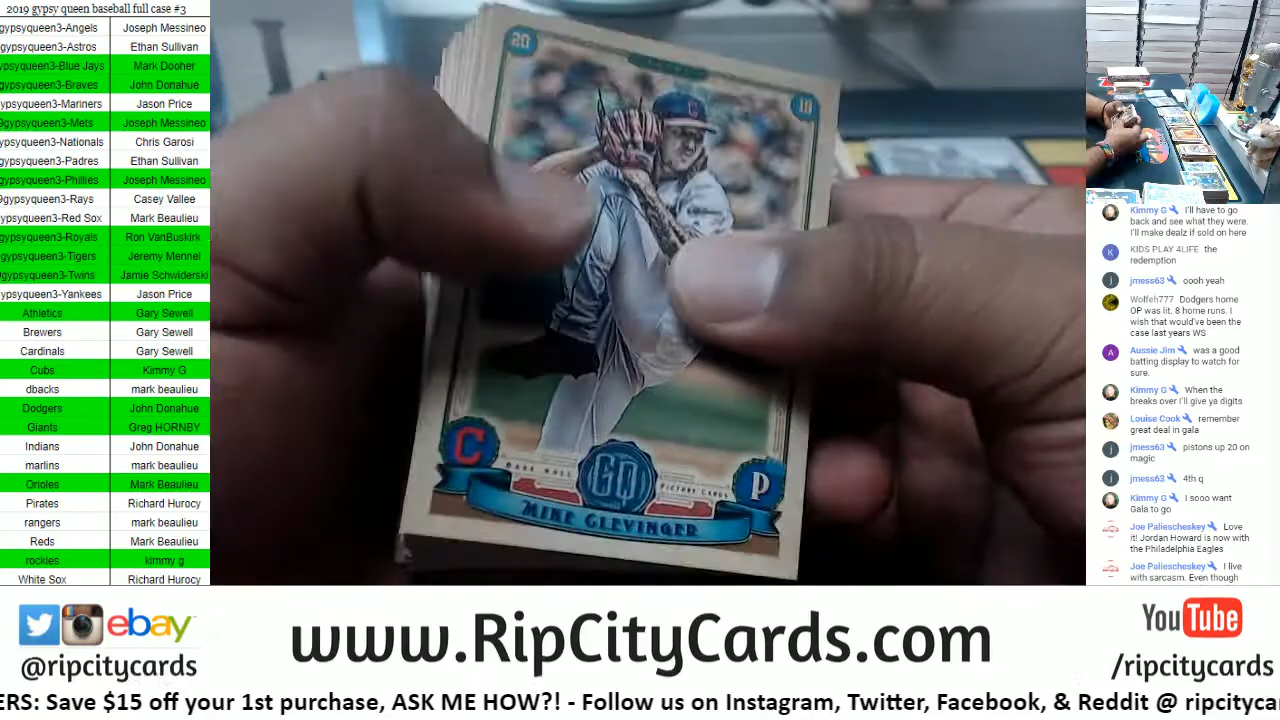 2019 gypsy queen baseball full case #3
gypsyqueen3-Angels Joseph Messineo
gypsyqueen3-Astros Ethan Sullivan
gypsyqueen3-Blue Jays Mark Dooher
gypsyqueen3-Braves John Donahue
gypsyqueen3-Mariners Jason Price
9gypsyqueen3-Mets Joseph Messineo
gypsyqueen3-Nationals Chris Garosi
gypsyqueen3-Padres Ethan Sullivan
gypsyqueen3-Phillies Joseph Messineo
9gypsyqueen3-Rays Casey Vallee
gypsyqueen3-Red Sox Mark Beaulieu
gypsyqueen3-Royals Ron VanBuskirk
gypsyqueen3-Tigers Jeremy Mennel
9gypsyqueen3-Twins Jamie Schwiderski
gypsyqueen3-Yankees Jason Price
Athletics Gary Sewell
Brewers Gary Sewell
Cardinals Gary Sewell
Cubs Kimmy G
dbacks mark beaulieu
Dodgers John Donahue
Giants Greg HORNBY
Indians John Donahue
marlins mark beaulieu
Orioles Mark Beaulieu
Pirates Richard Hurocy
rangers mark beaulieu
Reds Mark Beaulieu
rockies kimmy g
White Sox Richard Hurocy
20 19
C
BASE BALL GQ PICTURE CARDS
P
MIKE CLEVINGER
Kimmy G I'll have to go
back and see what they were.
I'll make dealz if sold on here
KIDS PLAY 4LIFE the
redemption
jmess63 oooh yeah
Wolfeh777 Dodgers home
OP was lit. 8 home runs. I
wish that would've been the
case last years WS
Aussie Jim was a good
batting display to watch for
sure.
Kimmy G When the
breaks over I'll give ya digits
Louise Cook remember
great deal in gala
jmess63 pistons up 20 on
magic
jmess63 4th q
Kimmy G I sooo want
Gala to go
Joe Paliescheskey Love
it! Jordan Howard is now with
the Philadelphia Eagles
Joe Paliescheskey I live
with sarcasm. Even though
ebay
@ripcitycards
www.RipCityCards.com
YouTube
/ripcitycards
ERS: Save $15 off your 1st purchase, ASK ME HOW?! - Follow us on Instagram, Twitter, Facebook, & Reddit @ ripcityca